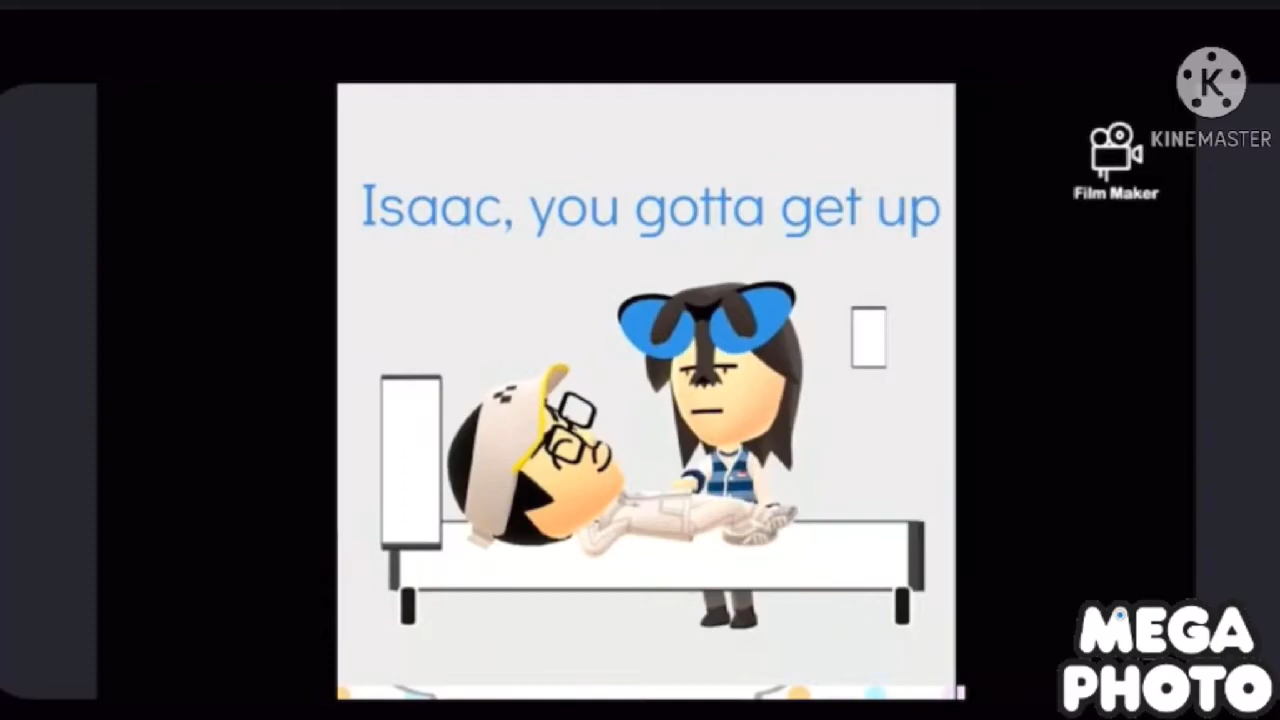 K
KINEMASTER
Film Maker
Isaac, you gotta get up
MEGA
PHOTO